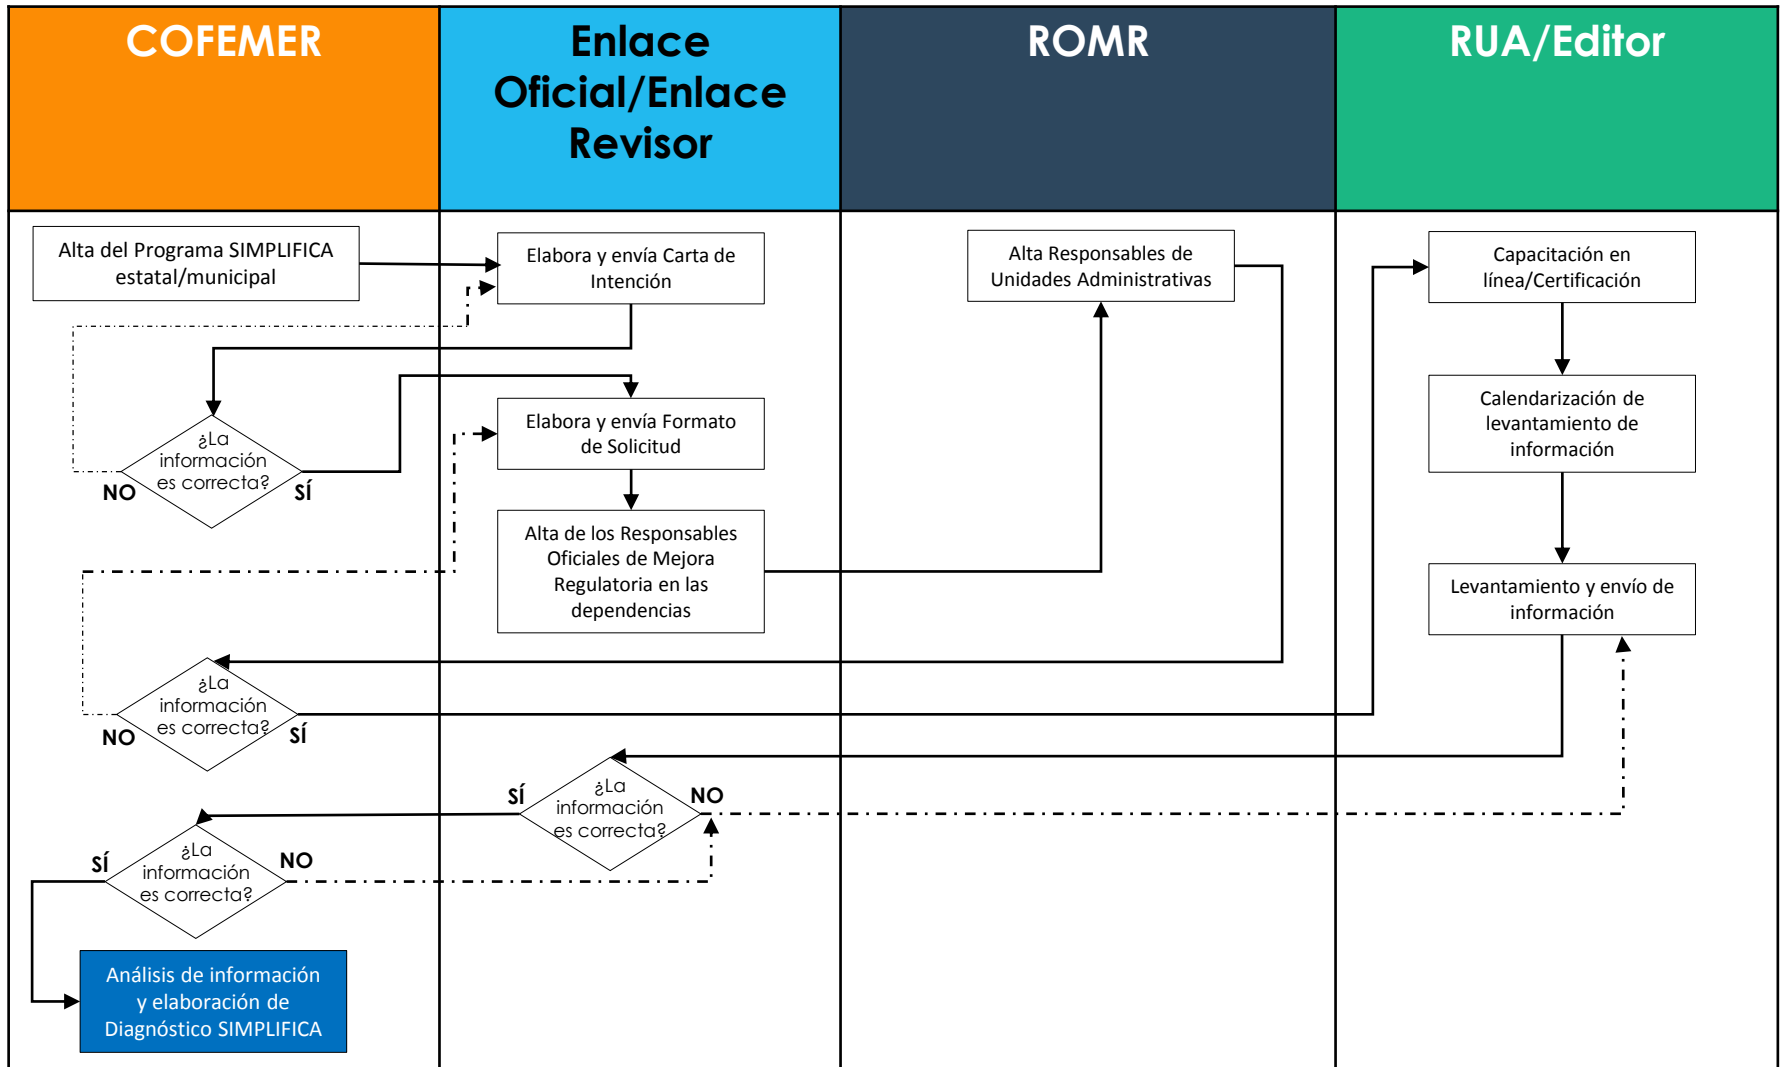 COFEMER
Enlace
Oficial/Enlace
Revisor
ROMR
RUA/Editor
Alta del Programa SIMPLIFICA
estatal/municipal
Elabora y envía Carta de
Intención
Alta Responsables de
Unidades Administrativas
Capacitación en
línea/Certificación
¿La
información
es correcta?
NO
SÍ
Elabora y envía Formato
de Solicitud
Calendarización de
levantamiento de
información
Alta de los Responsables
Oficiales de Mejora
Regulatoria en las
dependencias
Levantamiento y envío de
información
¿La
información
es correcta?
NO
SÍ
¿La
información
es correcta?
SÍ
NO
¿La
información
es correcta?
SÍ
NO
Análisis de información
y elaboración de
Diagnóstico SIMPLIFICA